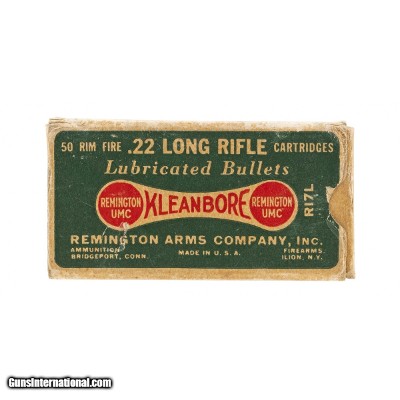 50 RIM FIRE .22 LONG RIFLE CARTRIDGES
Lubricated Bullets
REMINGTON UMC KLEANBORE REMINGTON UMC
R17L
REMINGTON ARMS COMPANY, INC.
AMMUNITION BRIDGEPORT, CONN. MADE IN U.S.A. FIREARMS. ILION, N.Y.
GunsInternational.com